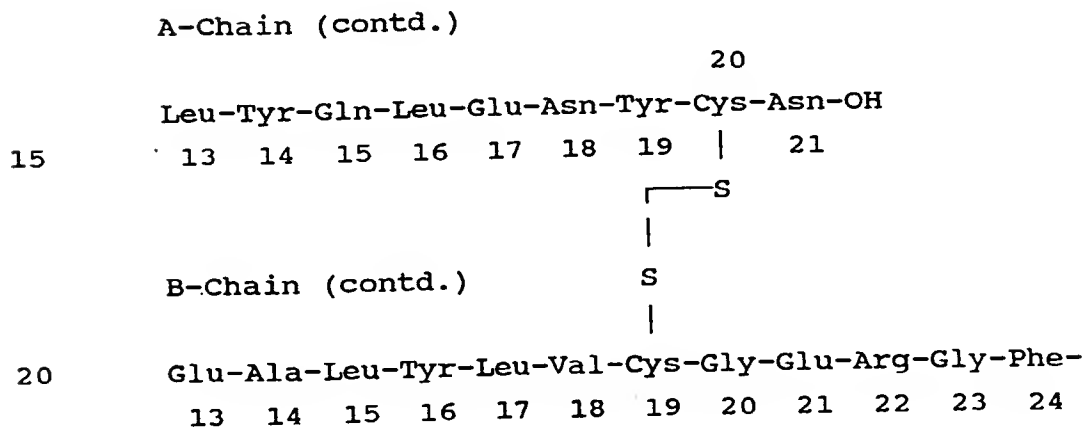 A-Chain (contd.)
20
Leu-Tyr-Gln-Leu-Glu-Asn-Tyr-Cys-Asn-OH
15 13 14 15 16 17 18 19 | 21
S
|
B-Chain (contd.) S
|
20 Glu-Ala-Leu-Tyr-Leu-Val-Cys-Gly-Glu-Arg-Gly-Phe-
13 14 15 16 17 18 19 20 21 22 23 24